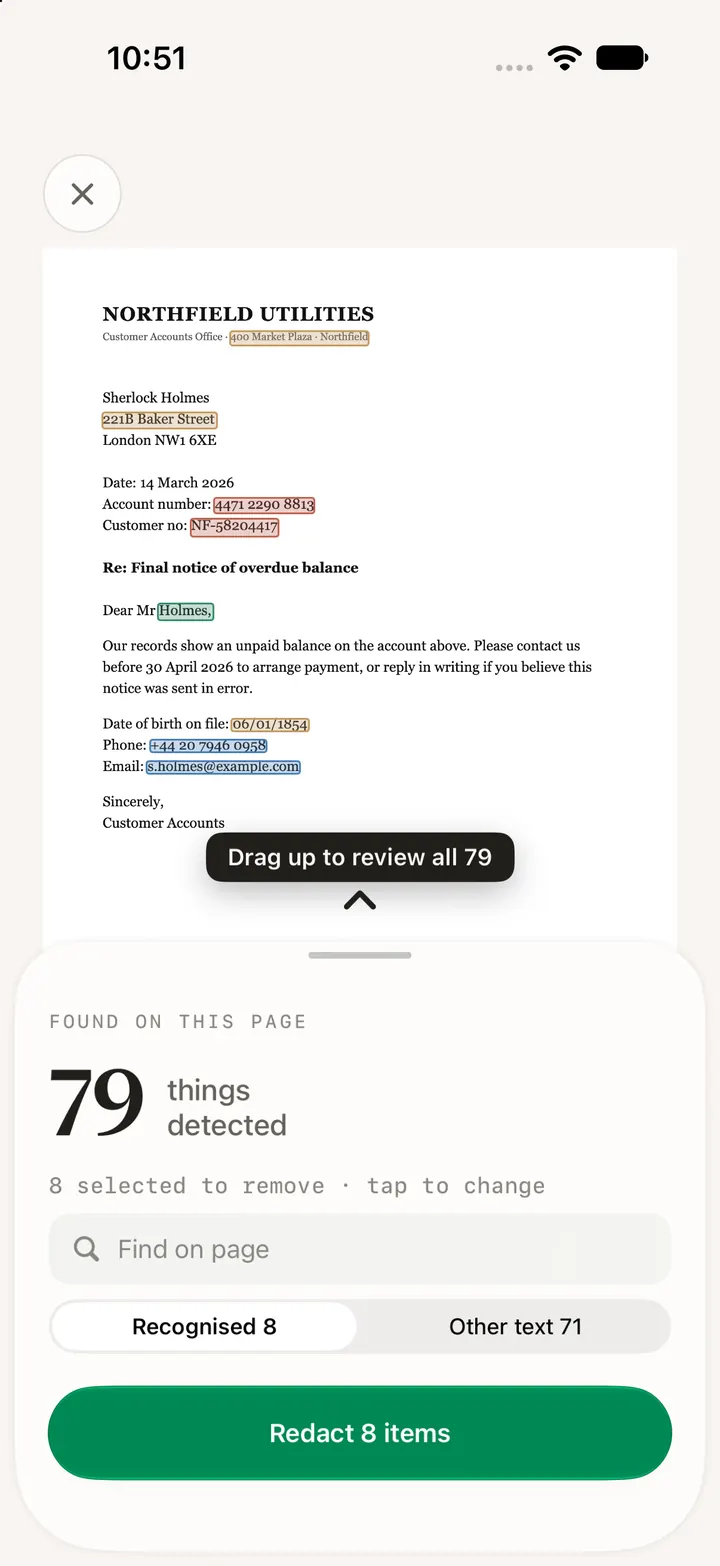 10:51
NORTHFIELD UTILITIES
Customer Accounts Office · 400 Market Plaza · Northfield
Sherlock Holmes
221B Baker Street
London NW1 6XE
Date: 14 March 2026
Account number: 4471 2290 8813
Customer no: NF-58204417
Re: Final notice of overdue balance
Dear Mr Holmes,
Our records show an unpaid balance on the account above. Please contact us
before 30 April 2026 to arrange payment, or reply in writing if you believe this
notice was sent in error.
Date of birth on file: 06/01/1854
Phone: +44 20 7946 0958
Email: s.holmes@example.com
Sincerely,
Customer Accounts
Drag up to review all 79
FOUND ON THIS PAGE
79 things
detected
8 selected to remove · tap to change
Find on page
Recognised 8 Other text 71
Redact 8 items